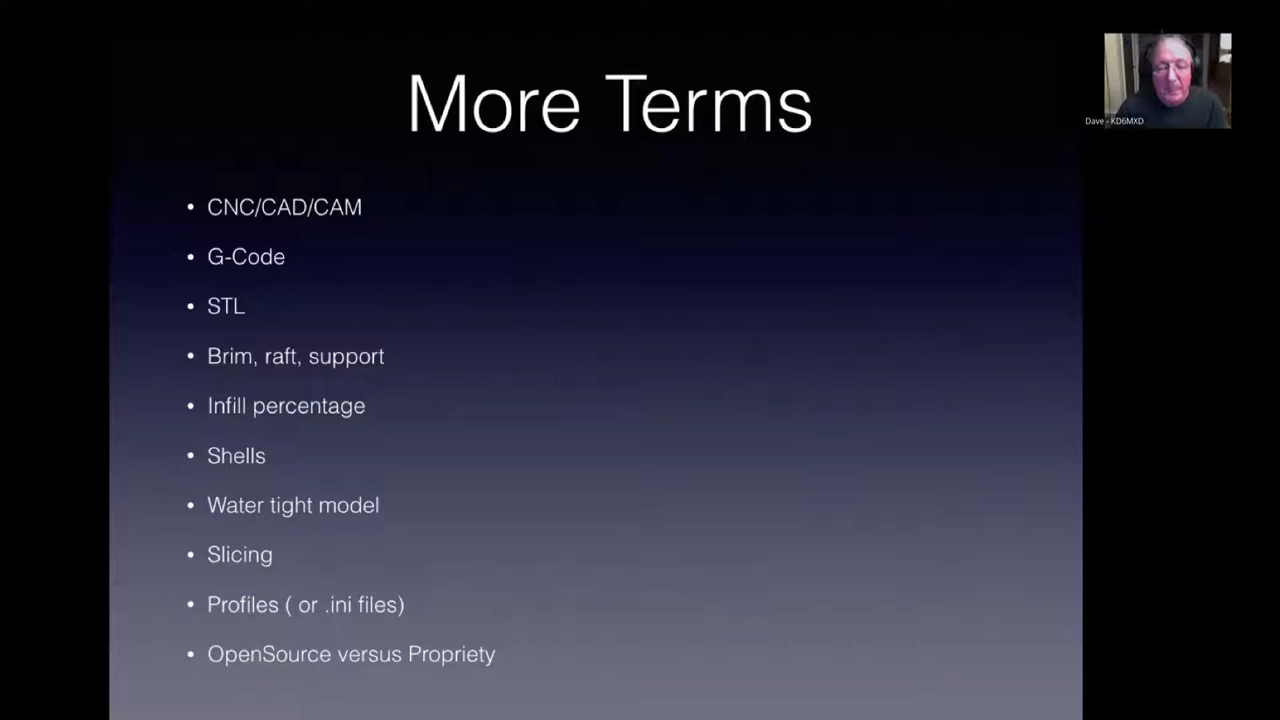 More Terms
Dave - KD6MXD
• CNC/CAD/CAM
• G-Code
• STL
• Brim, raft, support
• Infill percentage
• Shells
• Water tight model
• Slicing
• Profiles ( or .ini files)
• OpenSource versus Propriety